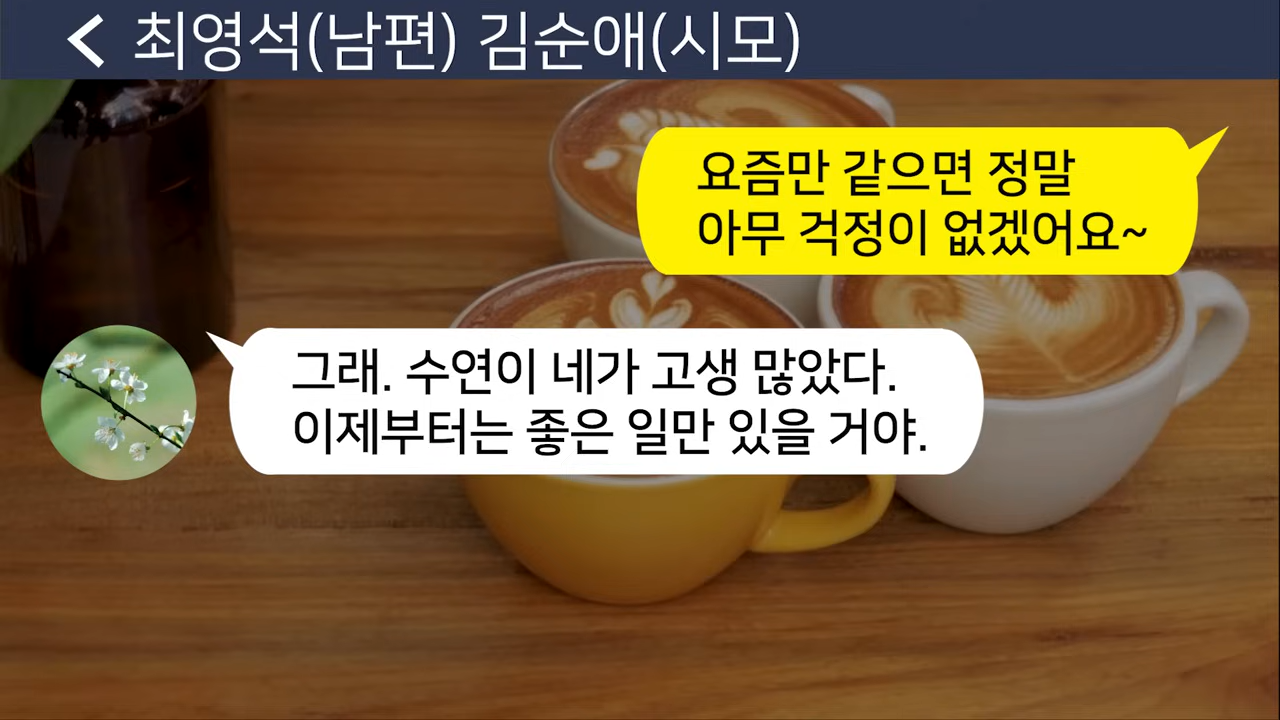 최영석(남편) 김순애(시모)
요즘만 같으면 정말
아무 걱정이 없겠어요~
그래. 수연이 네가 고생 많았다.
이제부터는 좋은 일만 있을 거야.